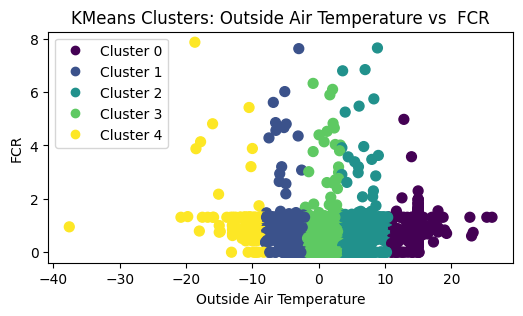 KMeans Clusters: Outside Air Temperature vs  FCR
8
6
4
2
0
FCR
Cluster 0
Cluster 1
Cluster 2
Cluster 3
Cluster 4
−40 −30 −20 −10 0 10 20
Outside Air Temperature